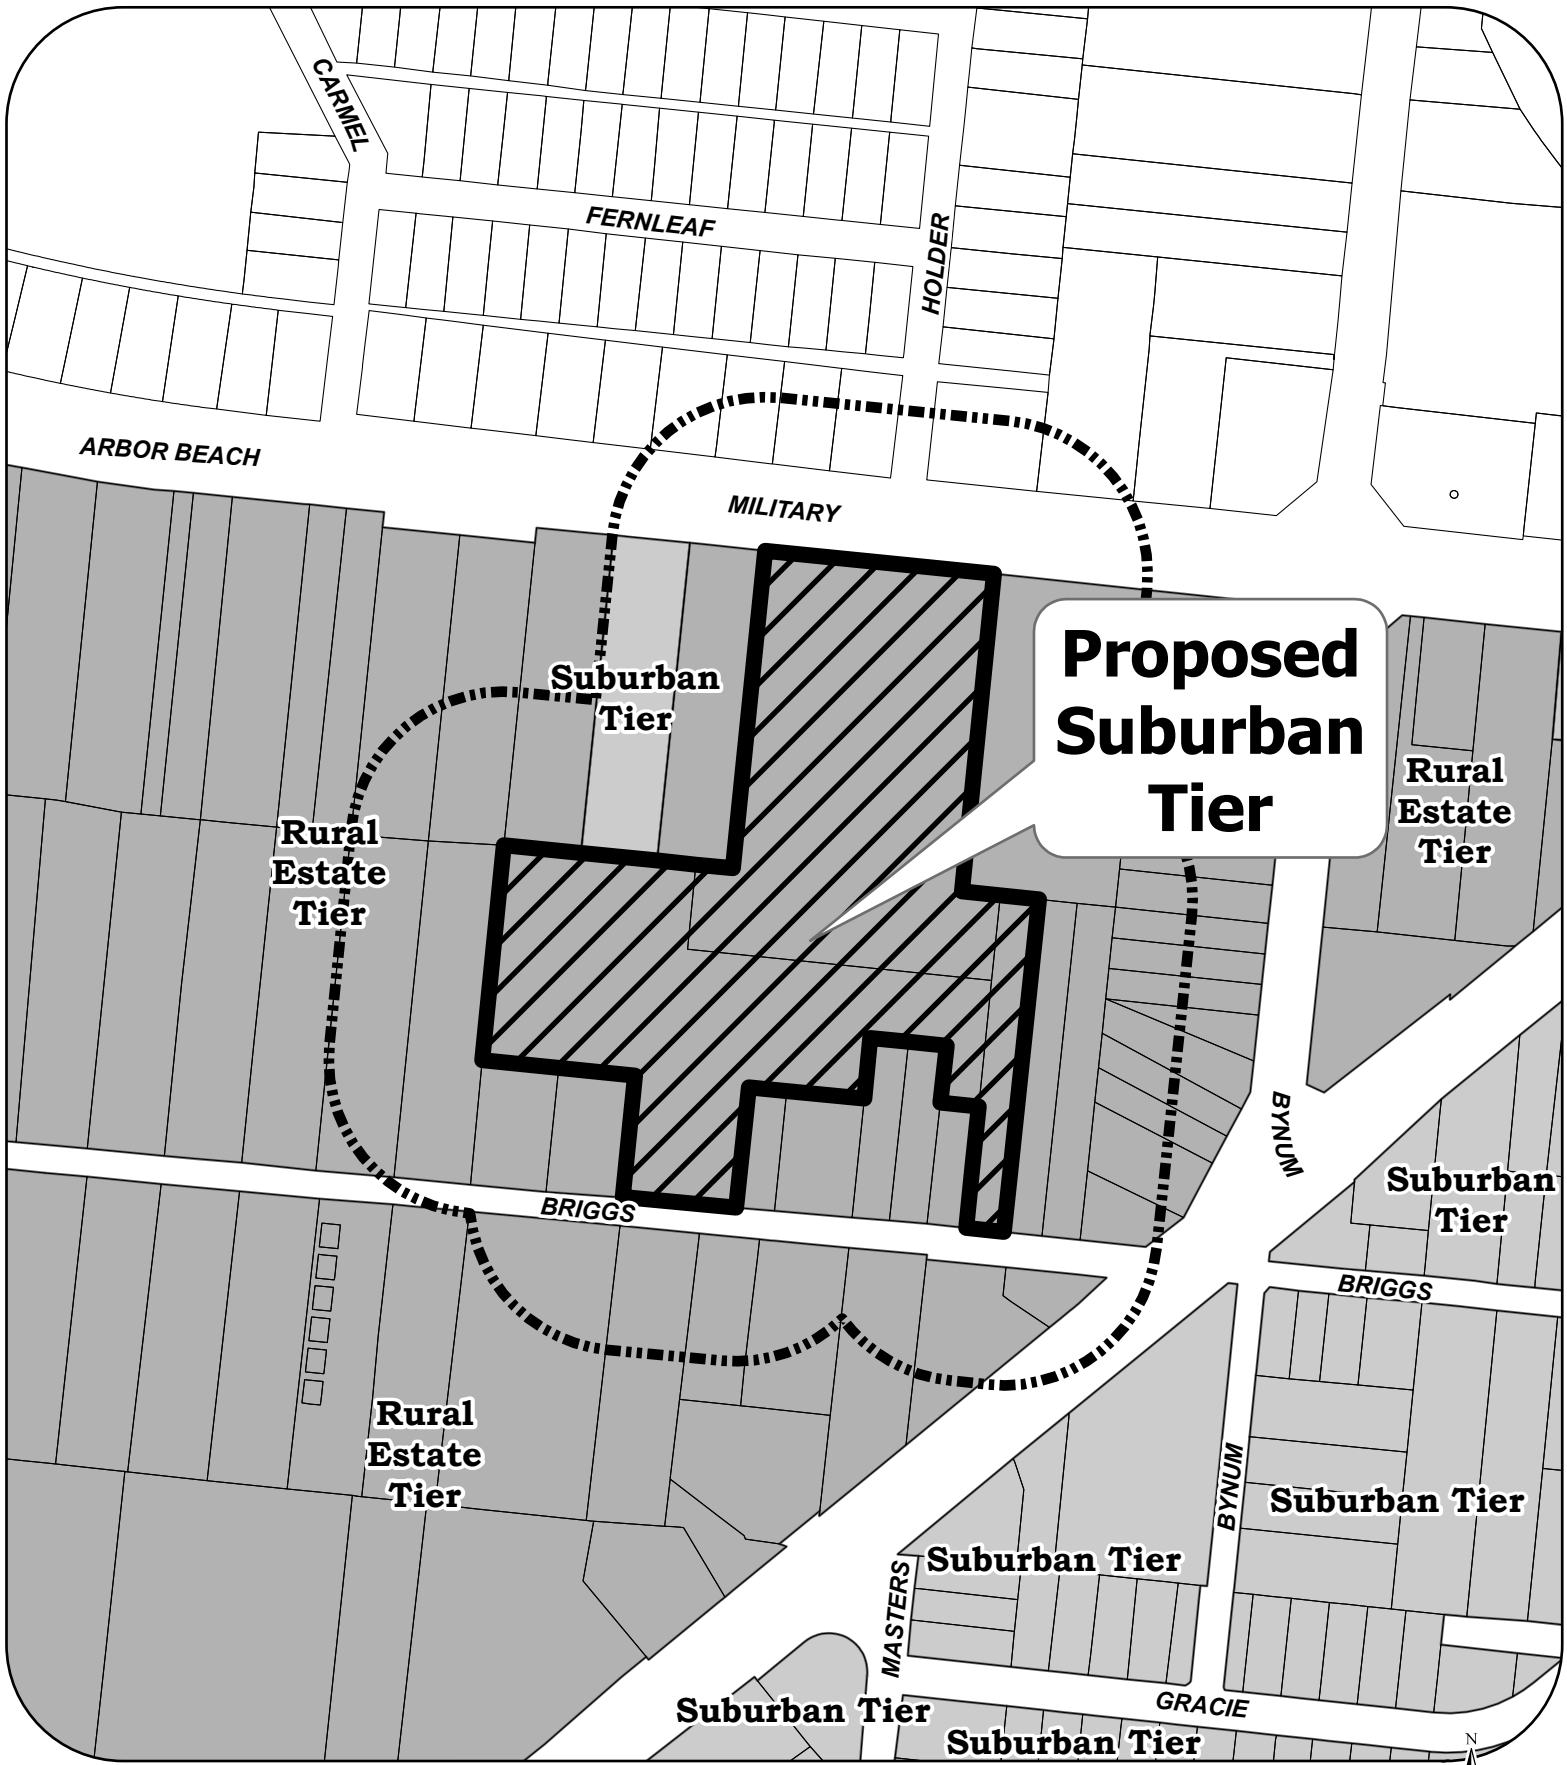 CARMEL
FERNLEAF
HOLDER
ARBOR BEACH
MILITARY
Proposed
Suburban
Tier
Suburban
Tier
Rural
Estate
Tier
Rural
Estate
Tier
BYNUM
Suburban
Tier
BRIGGS
BRIGGS
Rural
Estate
Tier
BYNUM
Suburban Tier
Suburban Tier
MASTERS
GRACIE
Suburban Tier
Suburban Tier
N